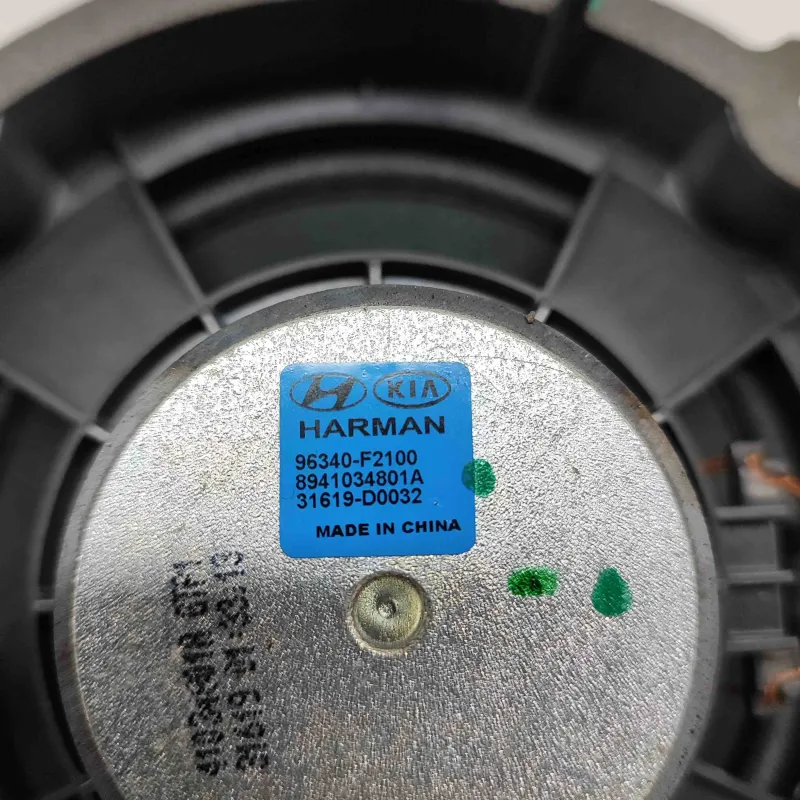 KIA
HARMAN
96340-F2100
8941034801A
31619-D0032
MADE IN CHINA